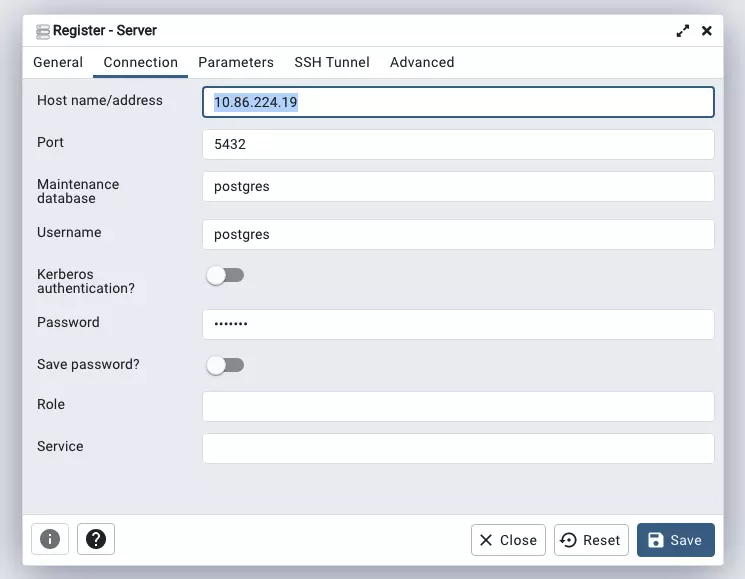 Register - Server
General Connection Parameters SSH Tunnel Advanced
Host name/address 10.86.224.19
Port 5432
Maintenance
database
postgres
Username postgres
Kerberos
authentication?
Password •••••••
Save password?
Role
Service
Close Reset Save